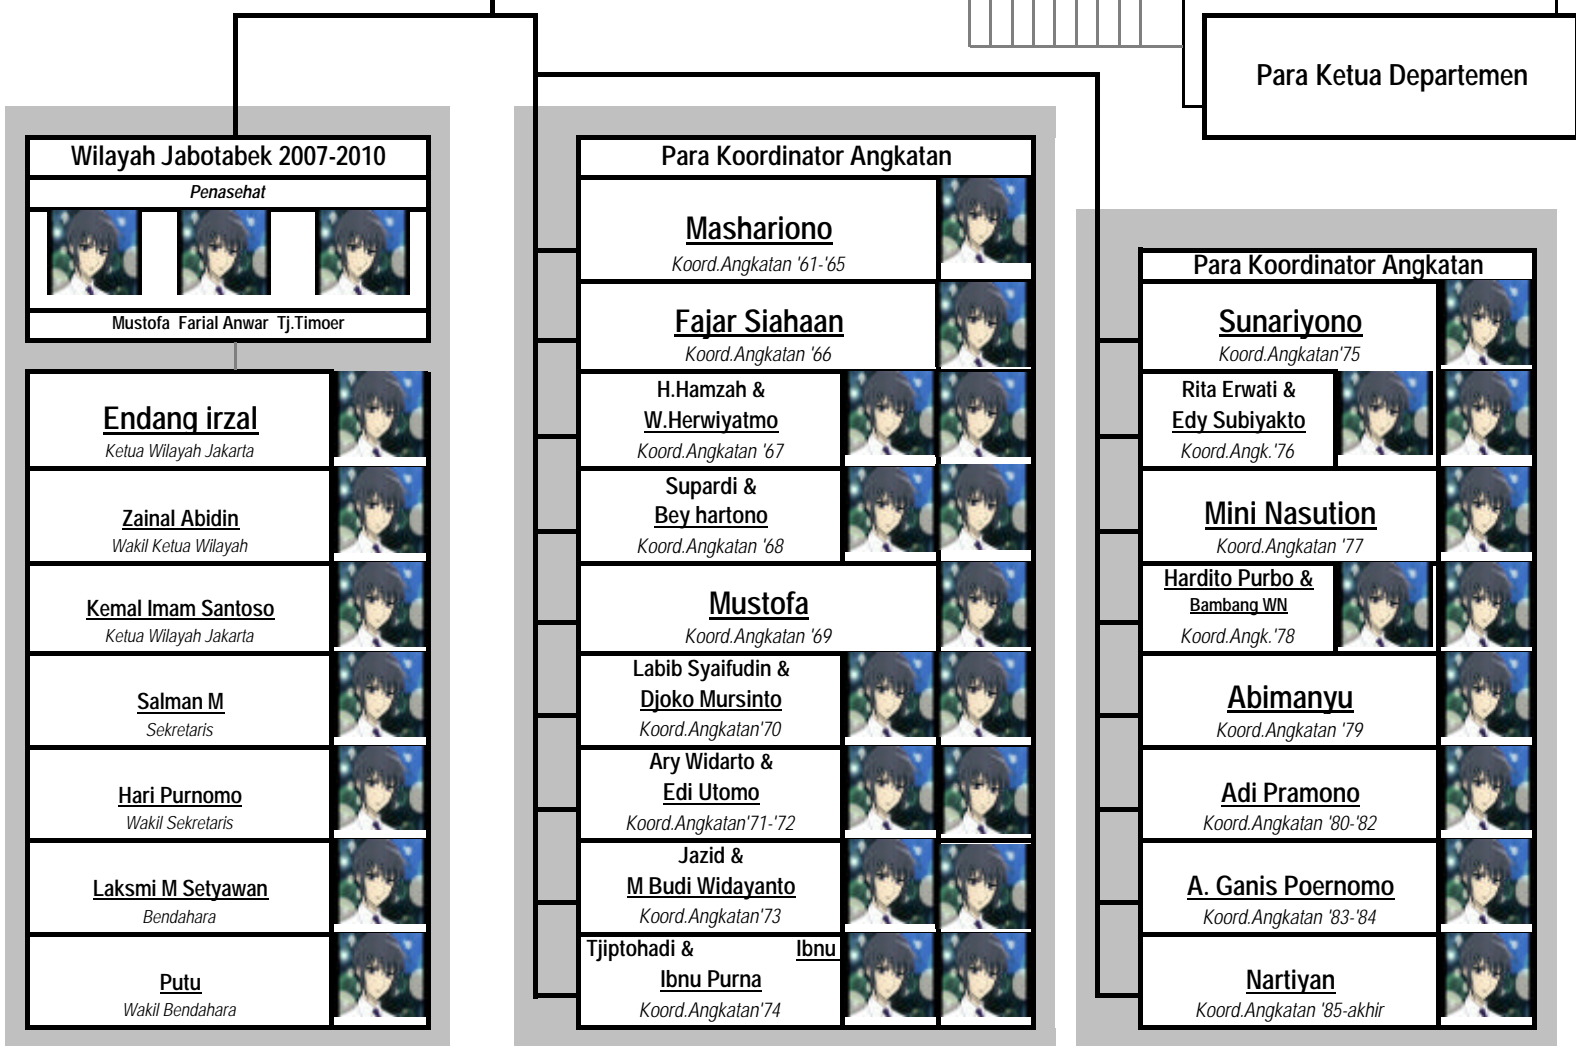 Para Ketua Departemen
Wilayah Jabotabek 2007-2010
Penasehat
Mustofa Farial Anwar Tj.Timoer
Endang irzal
Ketua Wilayah Jakarta
Zainal Abidin
Wakil Ketua Wilayah
Kemal Imam Santoso
Ketua Wilayah Jakarta
Salman M
Sekretaris
Hari Purnomo
Wakil Sekretaris
Laksmi M Setyawan
Bendahara
Putu
Wakil Bendahara
Para Koordinator Angkatan
Mashariono
Koord.Angkatan '61-'65
Fajar Siahaan
Koord.Angkatan '66
H.Hamzah &
W.Herwiyatmo
Koord.Angkatan '67
Supardi &
Bey hartono
Koord.Angkatan '68
Mustofa
Koord.Angkatan '69
Labib Syaifudin &
Djoko Mursinto
Koord.Angkatan'70
Ary Widarto &
Edi Utomo
Koord.Angkatan'71-'72
Jazid &
M Budi Widayanto
Koord.Angkatan'73
Tjiptohadi & Ibnu
Ibnu Purna
Koord.Angkatan'74
Para Koordinator Angkatan
Sunariyono
Koord.Angkatan'75
Rita Erwati &
Edy Subiyakto
Koord.Angk.'76
Mini Nasution
Koord.Angkatan '77
Hardito Purbo &
Bambang WN
Koord.Angk.'78
Abimanyu
Koord.Angkatan '79
Adi Pramono
Koord.Angkatan '80-'82
A. Ganis Poernomo
Koord.Angkatan '83-'84
Nartiyan
Koord.Angkatan '85-akhir